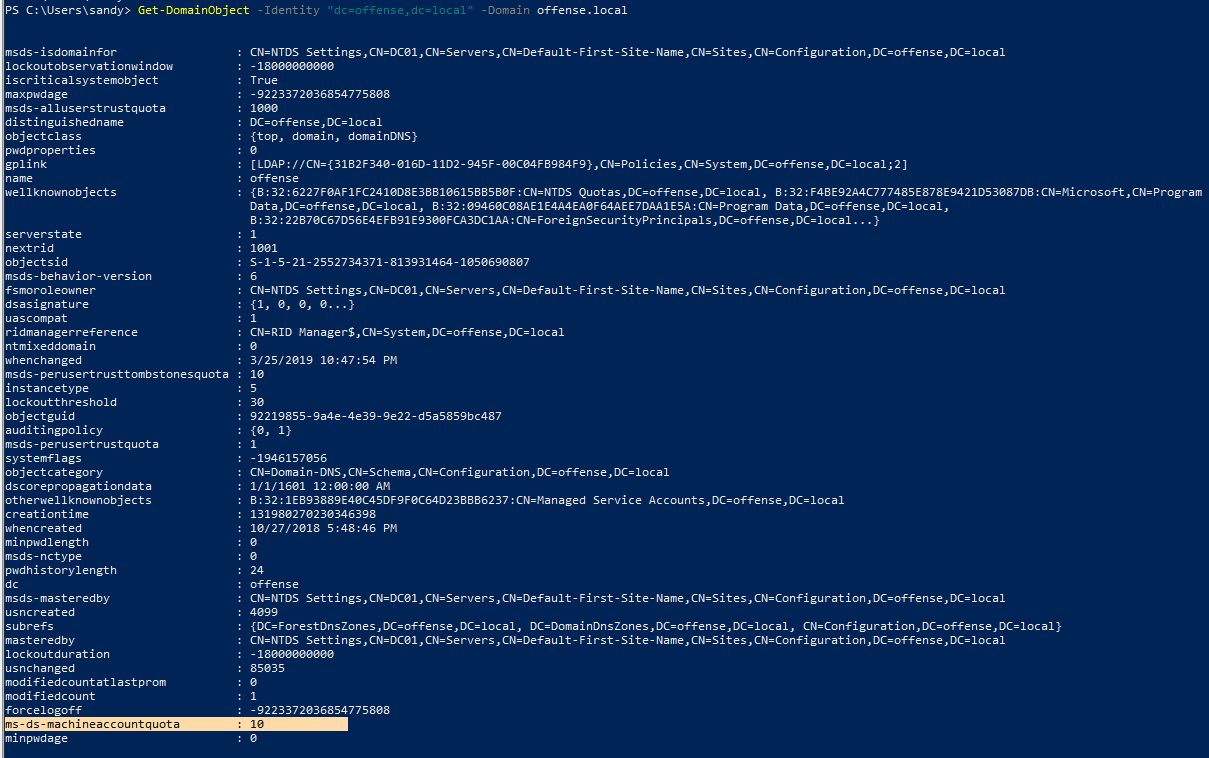 PS C:\Users\sandy> Get-DomainObject -Identity "dc=offense,dc=local" -Domain offense.local
msds-isdomainfor : CN=NTDS Settings,CN=DC01,CN=Servers,CN=Default-First-Site-Name,CN=Sites,CN=Configuration,DC=offense,DC=local
lockoutobservationwindow : -18000000000
iscriticalsystemobject : True
maxpwdage : -9223372036854775808
msds-alluserstrustquota : 1000
distinguishedname : DC=offense,DC=local
objectclass : {top, domain, domainDNS}
pwdproperties : 0
gplink : [LDAP://CN={31B2F340-016D-11D2-945F-00C04FB984F9},CN=Policies,CN=System,DC=offense,DC=local;2]
name : offense
wellknownobjects : {B:32:6227F0AF1FC2410D8E3BB10615BB5B0F:CN=NTDS Quotas,DC=offense,DC=local, B:32:F4BE92A4C777485E878E9421D53087DB:CN=Microsoft,CN=Program
Data,DC=offense,DC=local, B:32:09460C08AE1E4A4EA0F64AEE7DAA1E5A:CN=Program Data,DC=offense,DC=local,
B:32:22B70C67D56E4EFB91E9300FCA3DC1AA:CN=ForeignSecurityPrincipals,DC=offense,DC=local...}
serverstate : 1
nextrid : 1001
objectsid : S-1-5-21-2552734371-813931464-1050690807
msds-behavior-version : 6
fsmoroleowner : CN=NTDS Settings,CN=DC01,CN=Servers,CN=Default-First-Site-Name,CN=Sites,CN=Configuration,DC=offense,DC=local
dsasignature : {1, 0, 0, 0...}
uascompat : 1
ridmanagerreference : CN=RID Manager$,CN=System,DC=offense,DC=local
ntmixeddomain : 0
whenchanged : 3/25/2019 10:47:54 PM
msds-perusertrusttombstonesquota : 10
instancetype : 5
lockoutthreshold : 30
objectguid : 92219855-9a4e-4e39-9e22-d5a5859bc487
auditingpolicy : {0, 1}
msds-perusertrustquota : 1
systemflags : -1946157056
objectcategory : CN=Domain-DNS,CN=Schema,CN=Configuration,DC=offense,DC=local
dscorepropagationdata : 1/1/1601 12:00:00 AM
otherwellknownobjects : B:32:1EB93889E40C45DF9F0C64D23BBB6237:CN=Managed Service Accounts,DC=offense,DC=local
creationtime : 131980270230346398
whencreated : 10/27/2018 5:48:46 PM
minpwdlength : 0
msds-nctype : 0
pwdhistorylength : 24
dc : offense
msds-masteredby : CN=NTDS Settings,CN=DC01,CN=Servers,CN=Default-First-Site-Name,CN=Sites,CN=Configuration,DC=offense,DC=local
usncreated : 4099
subrefs : {DC=ForestDnsZones,DC=offense,DC=local, DC=DomainDnsZones,DC=offense,DC=local, CN=Configuration,DC=offense,DC=local}
masteredby : CN=NTDS Settings,CN=DC01,CN=Servers,CN=Default-First-Site-Name,CN=Sites,CN=Configuration,DC=offense,DC=local
lockoutduration : -18000000000
usnchanged : 85035
modifiedcountatlastprom : 0
modifiedcount : 1
forcelogoff : -9223372036854775808
ms-ds-machineaccountquota : 10
minpwdage : 0